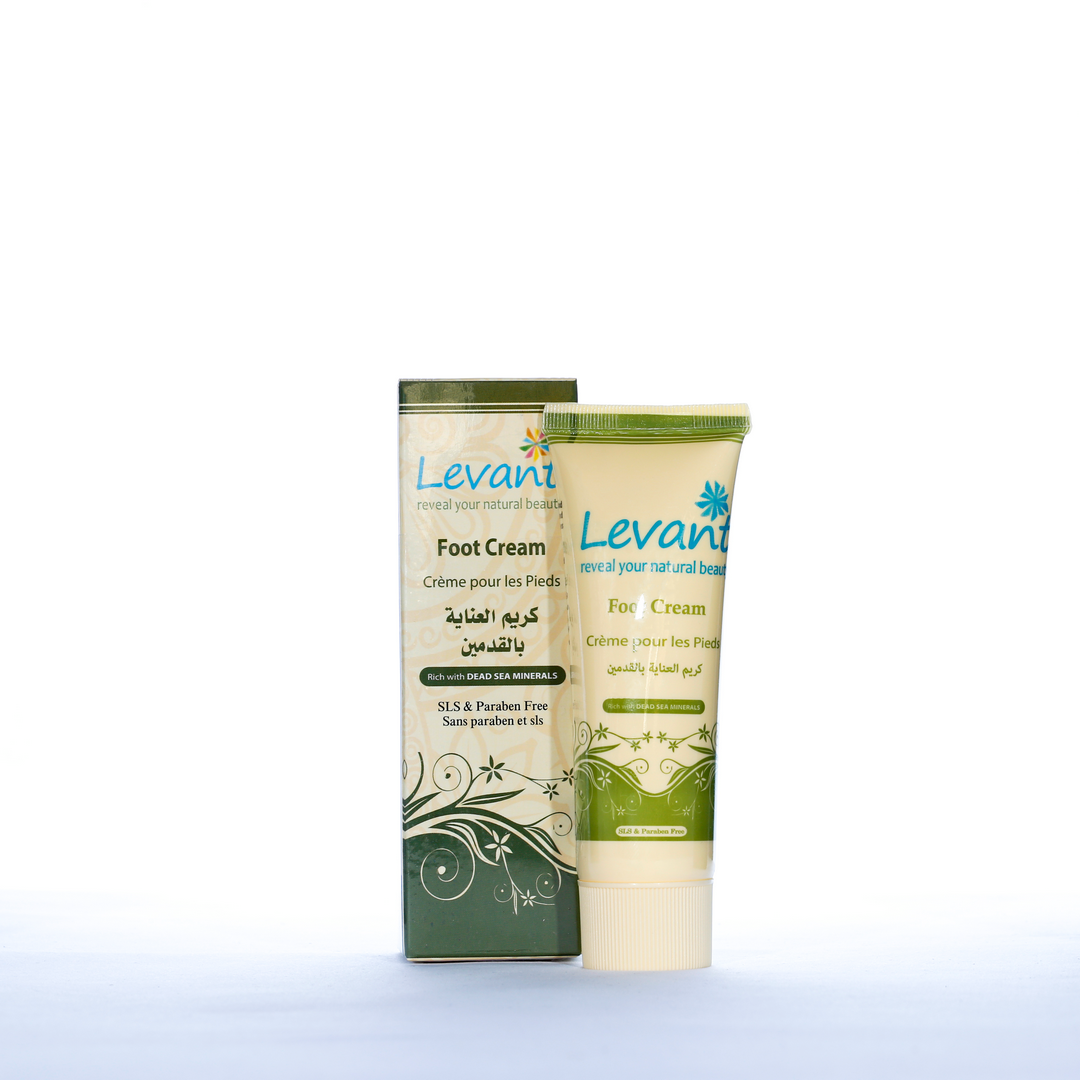 Levant
reveal your natural beauty
Foot Cream
Crème pour les Pieds
كريم العناية
بالقدمين
Rich with DEAD SEA MINERALS
SLS & Paraben Free
Sans paraben et sls
Levant
reveal your natural beaut
Foot Cream
Crème pour les Pieds
كريم العناية بالقدمين
Rich with DEAD SEA MINERALS
SLS & Paraben Free